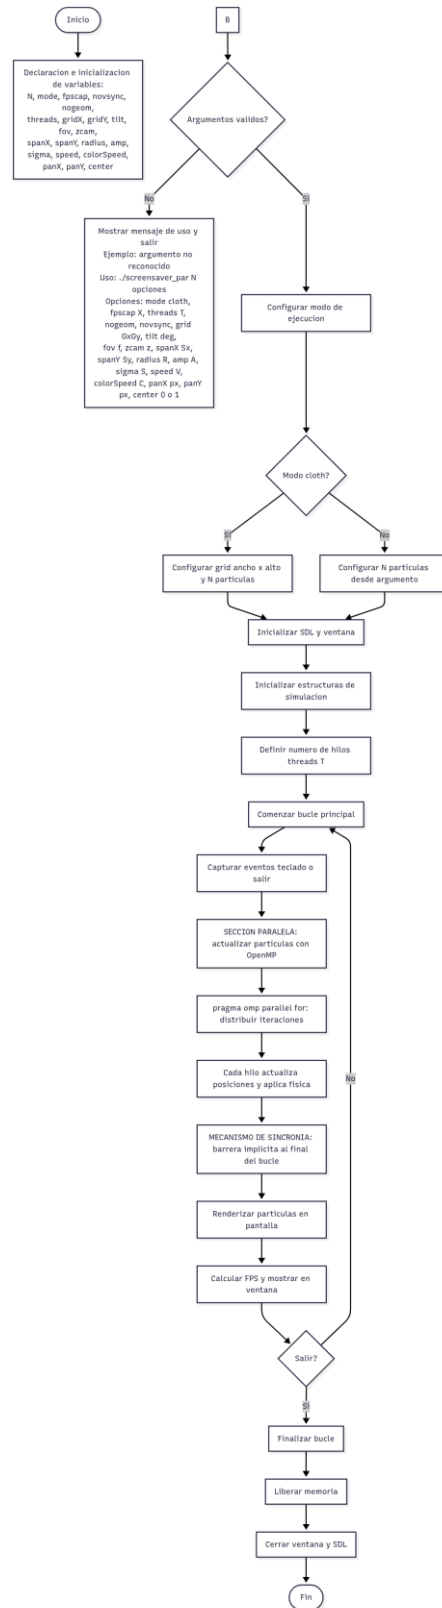 Inicio
Declaracion e inicializacion
de variables:
N, mode, fpscap, novsync,
nogeom,
threads, gridX, gridY, tilt,
fov, zcam,
spanX, spanY, radius, amp,
sigma, speed, colorSpeed,
panX, panY, center
B
Argumentos validos?
No
Sí
Mostrar mensaje de uso y
salir
Ejemplo: argumento no
reconocido
Uso: ./screensaver_par N
opciones
Opciones: mode cloth,
fpscap X, threads T,
nogeom, novsync, grid
GxGy, tilt deg,
fov f, zcam z, spanX Sx,
spanY Sy, radius R, amp A,
sigma S, speed V,
colorSpeed C, panX px, panY
px, center 0 o 1
Configurar modo de
ejecucion
Modo cloth?
Sí
No
Configurar grid ancho x alto
y N particulas
Configurar N particulas
desde argumento
Inicializar SDL y ventana
Inicializar estructuras de
simulacion
Definir numero de hilos
threads T
Comenzar bucle principal
Capturar eventos teclado o
salir
SECCION PARALELA:
actualizar particulas con
OpenMP
pragma omp parallel for:
distribuir iteraciones
Cada hilo actualiza
posiciones y aplica fisica
No
MECANISMO DE SINCRONIA:
barrera implicita al final
del bucle
Renderizar particulas en
pantalla
Calcular FPS y mostrar en
ventana
Salir?
Sí
Finalizar bucle
Liberar memoria
Cerrar ventana y SDL
Fin